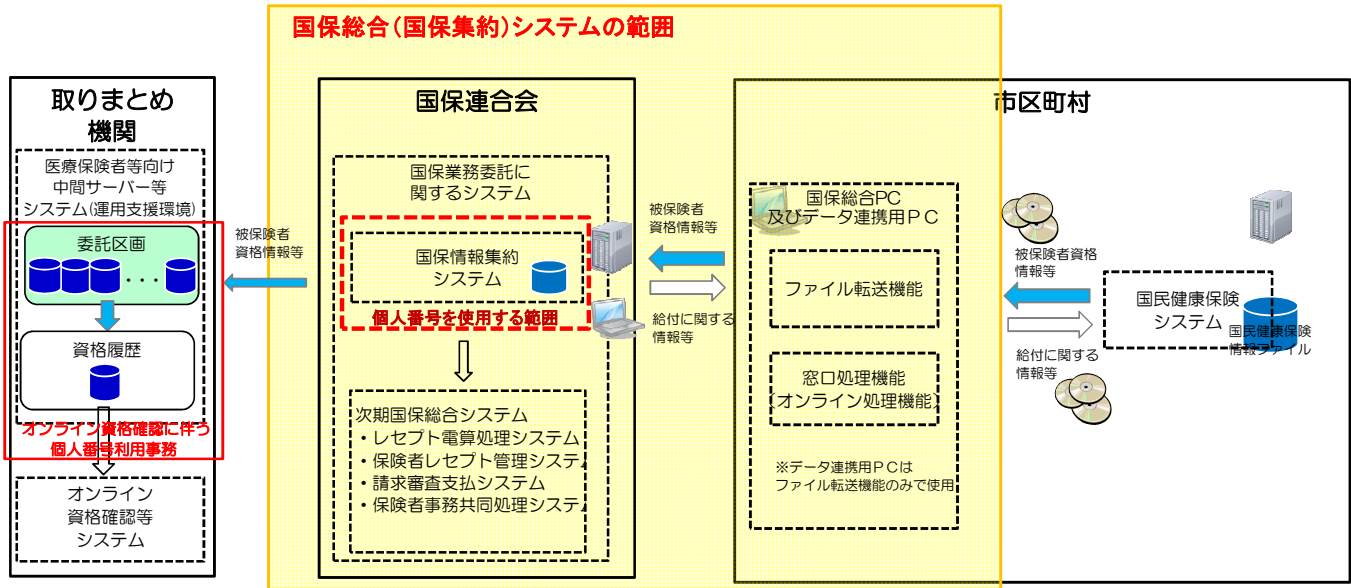 国保総合(国保集約)システムの範囲
取りまとめ
機関
医療保険者等向け
中間サーバー等
システム(運用支援環境)
委託区画
・・・
資格履歴
オンライン資格確認に伴う
個人番号利用事務
オンライン
資格確認等
システム
被保険者
資格情報等
国保連合会
国保業務委託に
関するシステム
国保情報集約
システム
個人番号を使用する範囲
次期国保総合システム
・レセプト電算処理システム
・保険者レセプト管理システム
・請求審査支払システム
・保険者事務共同処理システム
被保険者
資格情報等
給付に関する
情報等
市区町村
国保総合PC
及びデータ連携用PC
ファイル転送機能
窓口処理機能
(オンライン処理機能)
※データ連携用PCは
ファイル転送機能のみで使用
被保険者資格
情報等
給付に関する
情報等
国民健康保険
システム
国民健康保険
情報ファイル